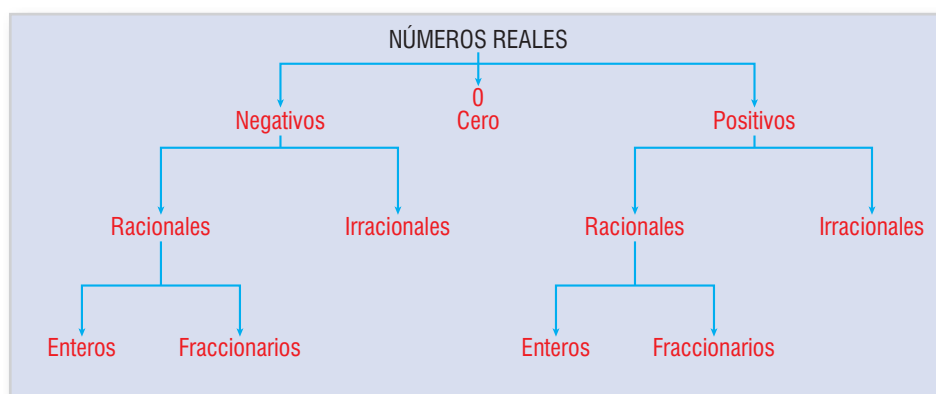 NÚMEROS REALES
0
Negativos Cero Positivos
Racionales Irracionales Racionales Irracionales
Enteros Fraccionarios Enteros Fraccionarios